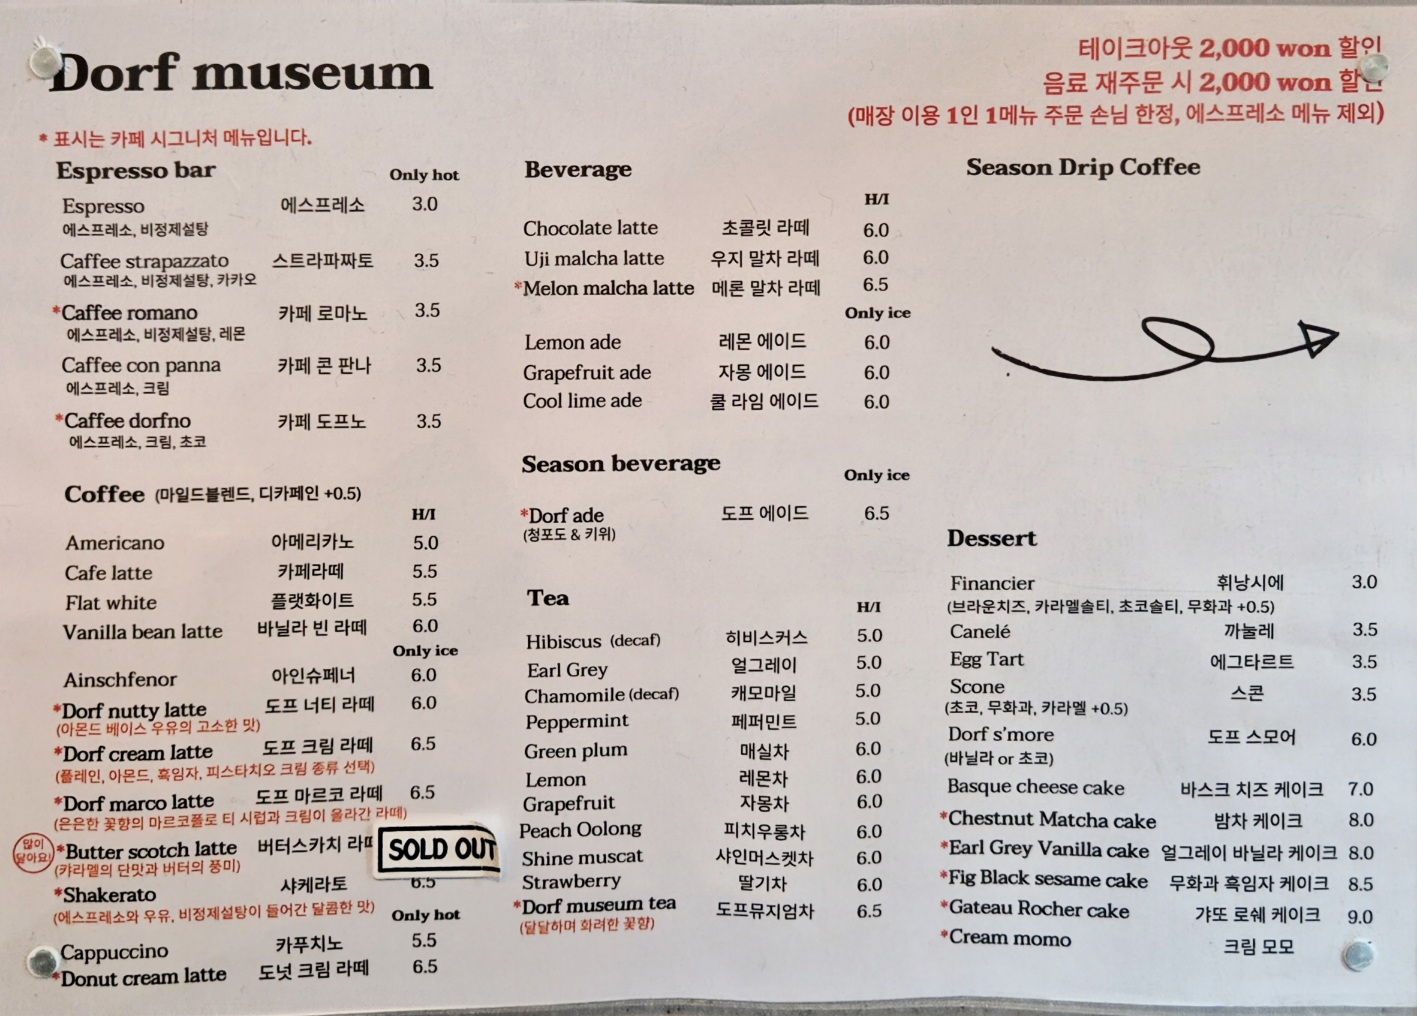 Dorf museum
테이크아웃 2,000 won 할인
음료 재주문 시 2,000 won 할인
(매장 이용 1인 1메뉴 주문 손님 한정, 에스프레소 메뉴 제외)
* 표시는 카페 시그니처 메뉴입니다.
Espresso bar Only hot
Espresso 에스프레소 3.0
에스프레소, 비정제설탕
Caffee strapazzato 스트라파짜토 3.5
에스프레소, 비정제설탕, 카카오
*Caffee romano 카페 로마노 3.5
에스프레소, 비정제설탕, 레몬
Caffee con panna 카페 콘 판나 3.5
에스프레소, 크림
*Caffee dorfno 카페 도프노 3.5
에스프레소, 크림, 초코
Coffee (마일드블렌드, 디카페인 +0.5)
H/I
Americano 아메리카노 5.0
Cafe latte 카페라떼 5.5
Flat white 플랫화이트 5.5
Vanilla bean latte 바닐라 빈 라떼 6.0
Only ice
Ainschfenor 아인슈페너 6.0
*Dorf nutty latte 도프 너티 라떼 6.0
(아몬드 베이스 우유의 고소한 맛)
*Dorf cream latte 도프 크림 라떼 6.5
(플레인, 아몬드, 흑임자, 피스타치오 크림 종류 선택)
*Dorf marco latte 도프 마르코 라떼 6.5
(은은한 꽃향의 마르코폴로 티 시럽과 크림이 올라간 라떼)
많이
달아요!
*Butter scotch latte 버터스카치 라떼 SOLD OUT
(캬라멜의 단맛과 버터의 풍미)
*Shakerato 샤케라토 6.5
(에스프레소와 우유, 비정제설탕이 들어간 달콤한 맛)
Only hot
Cappuccino 카푸치노 5.5
*Donut cream latte 도넛 크림 라떼 6.5
Beverage
H/I
Chocolate latte 초콜릿 라떼 6.0
Uji malcha latte 우지 말차 라떼 6.0
*Melon malcha latte 메론 말차 라떼 6.5
Only ice
Lemon ade 레몬 에이드 6.0
Grapefruit ade 자몽 에이드 6.0
Cool lime ade 쿨 라임 에이드 6.0
Season beverage
Only ice
*Dorf ade 도프 에이드 6.5
(청포도 & 키위)
Tea
H/I
Hibiscus (decaf) 히비스커스 5.0
Earl Grey 얼그레이 5.0
Chamomile (decaf) 캐모마일 5.0
Peppermint 페퍼민트 5.0
Green plum 매실차 6.0
Lemon 레몬차 6.0
Grapefruit 자몽차 6.0
Peach Oolong 피치우롱차 6.0
Shine muscat 샤인머스켓차 6.0
Strawberry 딸기차 6.0
*Dorf museum tea 도프뮤지엄차 6.5
(달달하며 화려한 꽃향)
Season Drip Coffee
Dessert
Financier 휘낭시에 3.0
(브라운치즈, 카라멜솔티, 초코솔티, 무화과 +0.5)
Canelé 까눌레 3.5
Egg Tart 에그타르트 3.5
Scone 스콘 3.5
(초코, 무화과, 카라멜 +0.5)
Dorf s'more 도프 스모어 6.0
(바닐라 or 초코)
Basque cheese cake 바스크 치즈 케이크 7.0
*Chestnut Matcha cake 밤차 케이크 8.0
*Earl Grey Vanilla cake 얼그레이 바닐라 케이크 8.0
*Fig Black sesame cake 무화과 흑임자 케이크 8.5
*Gateau Rocher cake 갸또 로쉐 케이크 9.0
*Cream momo 크림 모모